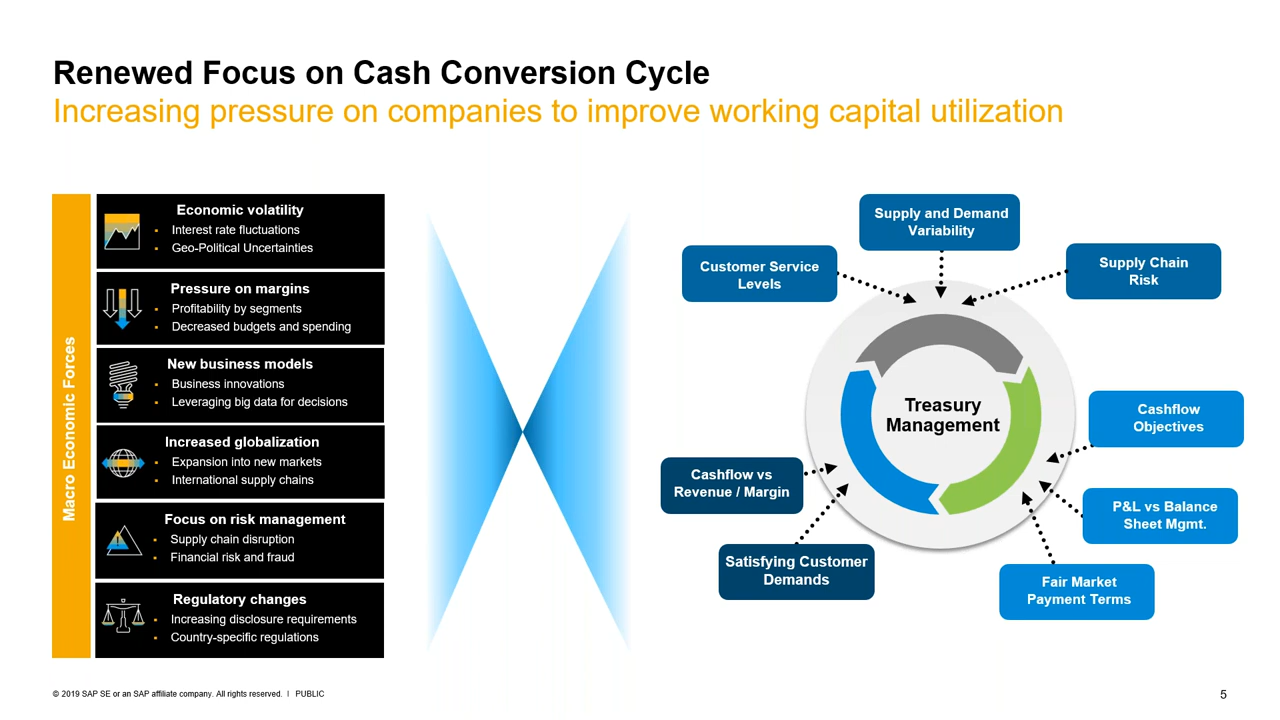 Renewed Focus on Cash Conversion Cycle
Increasing pressure on companies to improve working capital utilization
Macro Economic Forces
Economic volatility
▪ Interest rate fluctuations
▪ Geo-Political Uncertainties
Pressure on margins
▪ Profitability by segments
▪ Decreased budgets and spending
New business models
▪ Business innovations
▪ Leveraging big data for decisions
Increased globalization
▪ Expansion into new markets
▪ International supply chains
Focus on risk management
▪ Supply chain disruption
▪ Financial risk and fraud
Regulatory changes
▪ Increasing disclosure requirements
▪ Country-specific regulations
Supply and Demand
Variability
Customer Service
Levels
Supply Chain
Risk
Treasury
Management
Cashflow
Objectives
Cashflow vs
Revenue / Margin
P&L vs Balance
Sheet Mgmt.
Satisfying Customer
Demands
Fair Market
Payment Terms
© 2019 SAP SE or an SAP affiliate company. All rights reserved. | PUBLIC
5